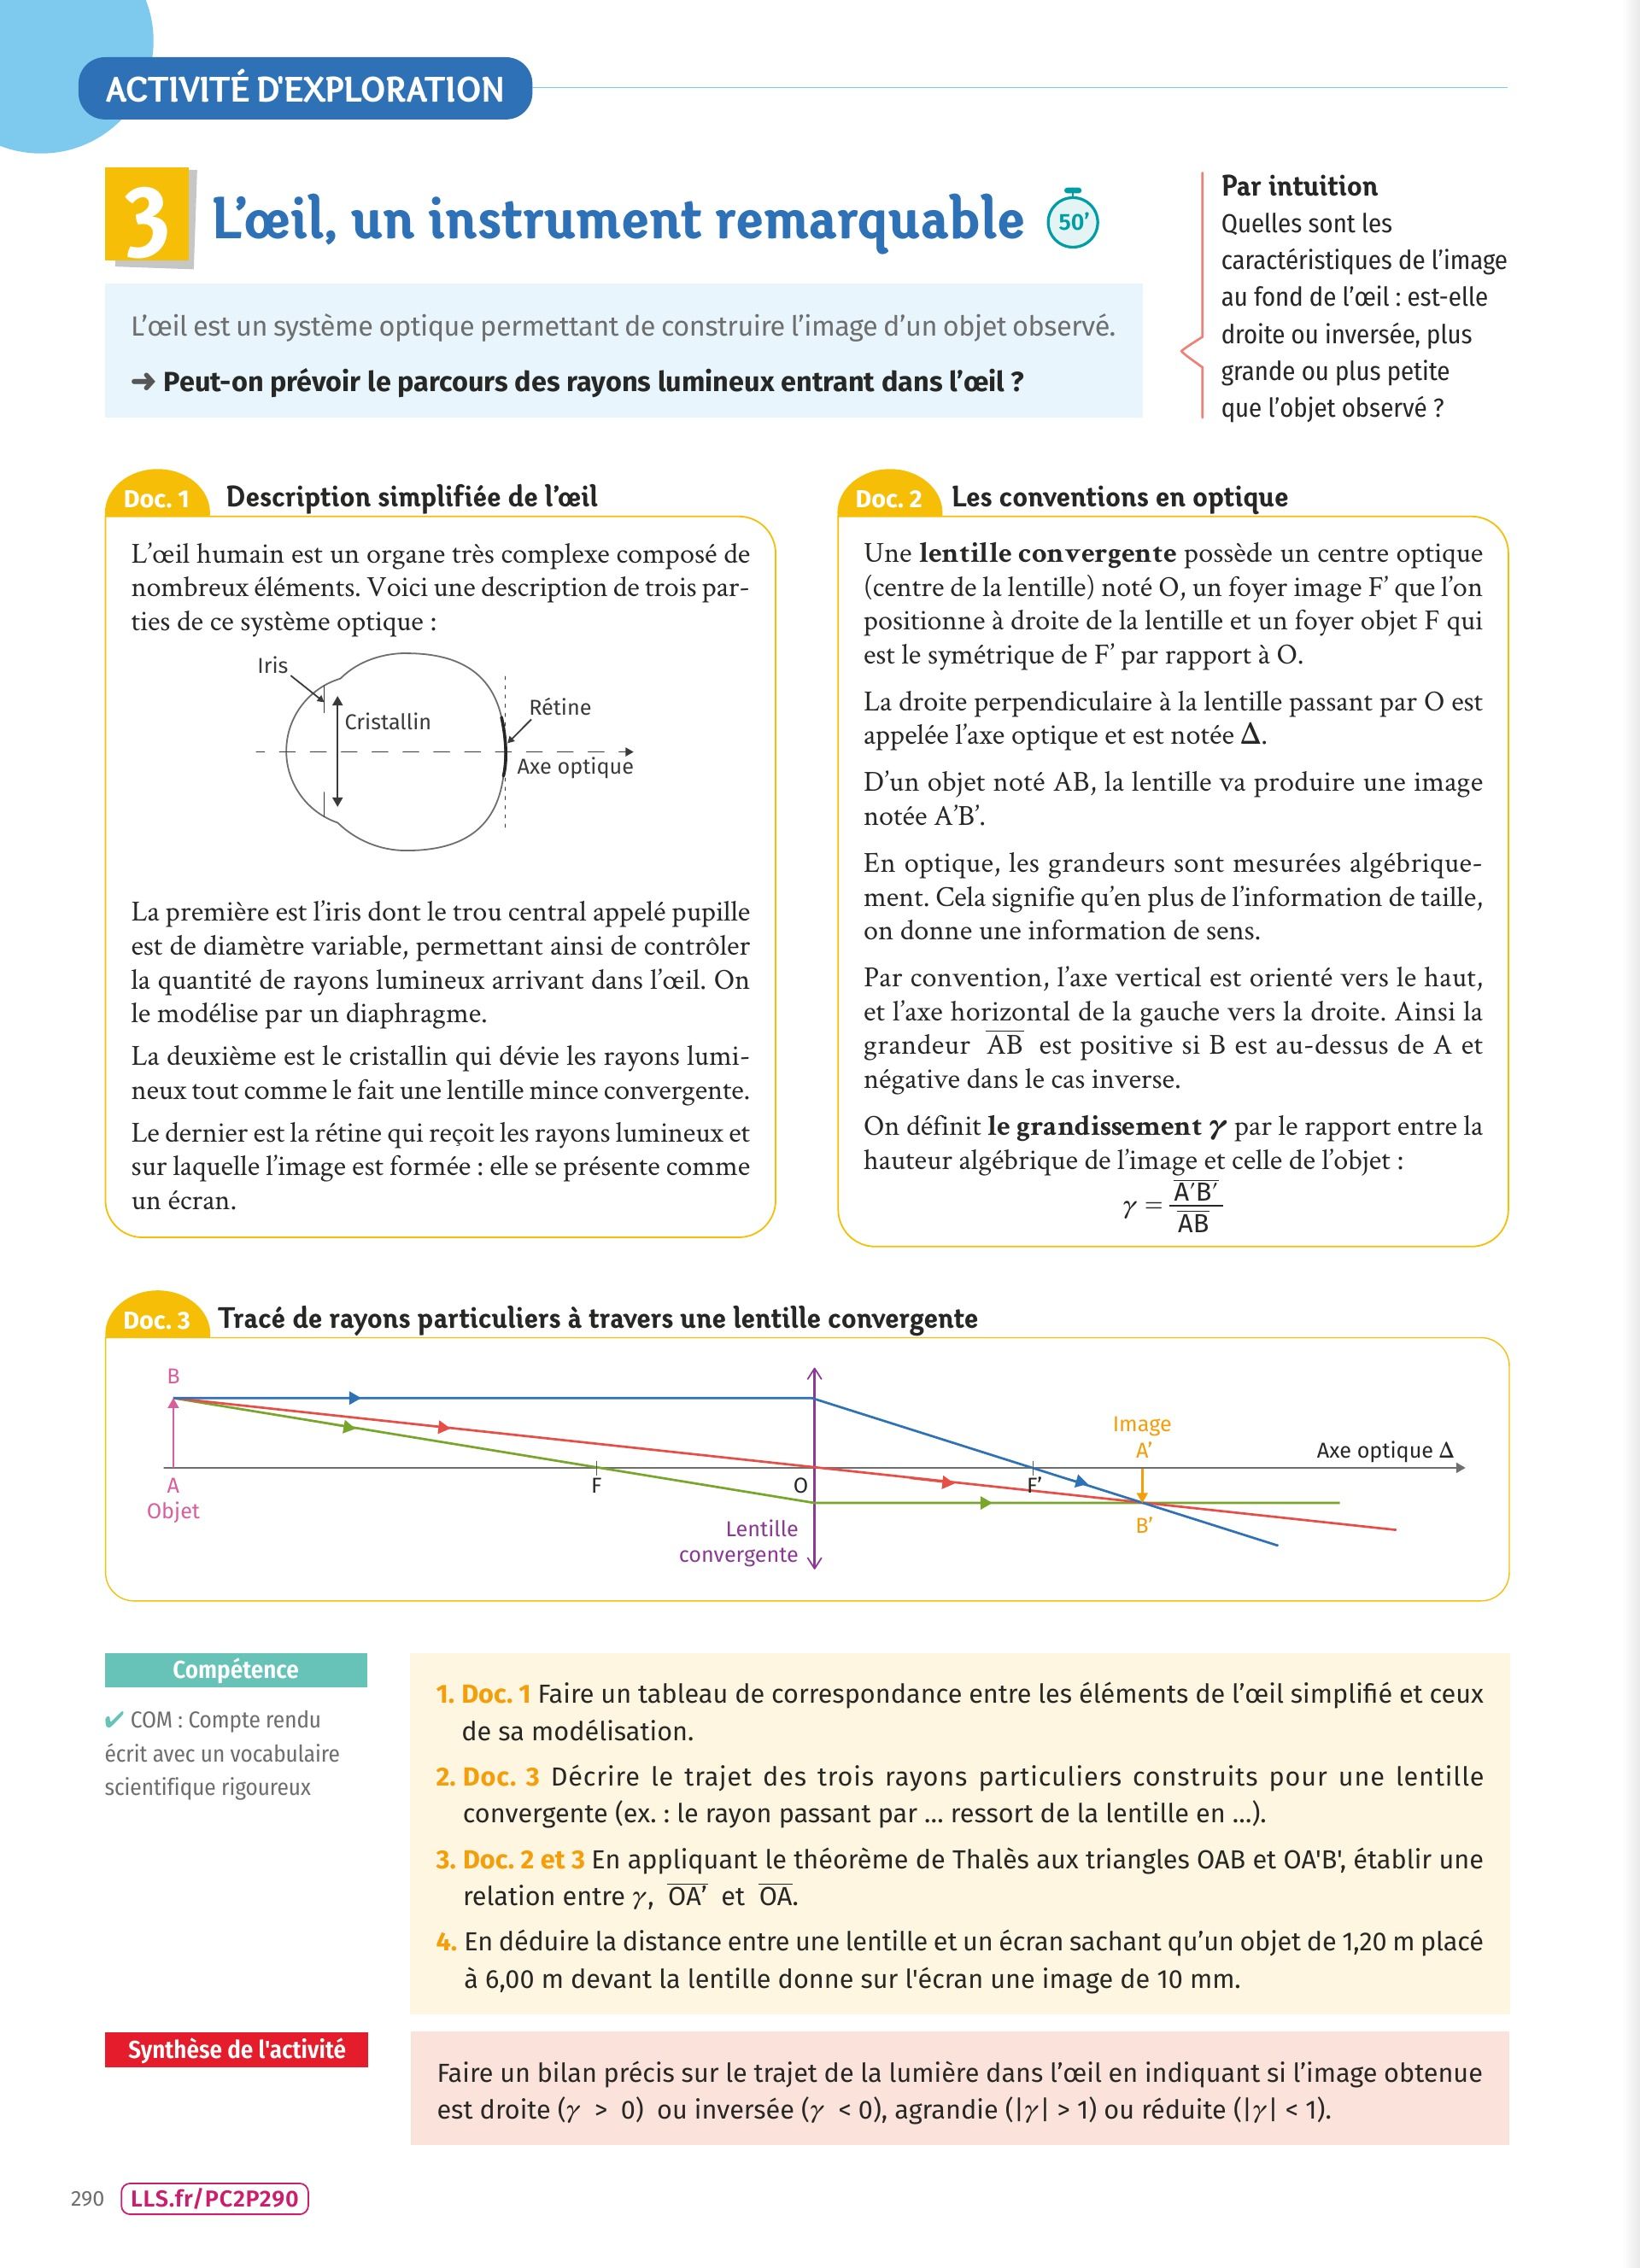 ACTIVITÉ D'EXPLORATION
3 L’œil, un instrument remarquable 50’
L’œil est un système optique permettant de construire l’image d’un objet observé.
➜ Peut-on prévoir le parcours des rayons lumineux entrant dans l’œil ?
Par intuition
Quelles sont les
caractéristiques de l’image
au fond de l’œil : est-elle
droite ou inversée, plus
grande ou plus petite
que l’objet observé ?
Doc. 1 Description simplifiée de l’œil
L’œil humain est un organe très complexe composé de
nombreux éléments. Voici une description de trois par-
ties de ce système optique :
Iris
Cristallin
Rétine
Axe optique
La première est l’iris dont le trou central appelé pupille
est de diamètre variable, permettant ainsi de contrôler
la quantité de rayons lumineux arrivant dans l’œil. On
le modélise par un diaphragme.
La deuxième est le cristallin qui dévie les rayons lumi-
neux tout comme le fait une lentille mince convergente.
Le dernier est la rétine qui reçoit les rayons lumineux et
sur laquelle l’image est formée : elle se présente comme
un écran.
Doc. 2 Les conventions en optique
Une lentille convergente possède un centre optique
(centre de la lentille) noté O, un foyer image F’ que l’on
positionne à droite de la lentille et un foyer objet F qui
est le symétrique de F’ par rapport à O.
La droite perpendiculaire à la lentille passant par O est
appelée l’axe optique et est notée Δ.
D’un objet noté AB, la lentille va produire une image
notée A’B’.
En optique, les grandeurs sont mesurées algébrique-
ment. Cela signifie qu’en plus de l’information de taille,
on donne une information de sens.
Par convention, l’axe vertical est orienté vers le haut,
et l’axe horizontal de la gauche vers la droite. Ainsi la
grandeur A̅B̅ est positive si B est au-dessus de A et
négative dans le cas inverse.
On définit le grandissement γ par le rapport entre la
hauteur algébrique de l’image et celle de l’objet :
γ = A̅′B̅′ / A̅B̅
Doc. 3 Tracé de rayons particuliers à travers une lentille convergente
B
Image
A’
Axe optique Δ
A
F
O
F’
Objet
B’
Lentille
convergente
Compétence
✔ COM : Compte rendu
écrit avec un vocabulaire
scientifique rigoureux
1. Doc. 1 Faire un tableau de correspondance entre les éléments de l’œil simplifié et ceux
de sa modélisation.
2. Doc. 3 Décrire le trajet des trois rayons particuliers construits pour une lentille
convergente (ex. : le rayon passant par ... ressort de la lentille en ...).
3. Doc. 2 et 3 En appliquant le théorème de Thalès aux triangles OAB et OA'B', établir une
relation entre γ, O̅A̅’ et O̅A̅.
4. En déduire la distance entre une lentille et un écran sachant qu’un objet de 1,20 m placé
à 6,00 m devant la lentille donne sur l'écran une image de 10 mm.
Synthèse de l'activité
Faire un bilan précis sur le trajet de la lumière dans l’œil en indiquant si l’image obtenue
est droite (γ > 0) ou inversée (γ < 0), agrandie (|γ| > 1) ou réduite (|γ| < 1).
290 LLS.fr/PC2P290